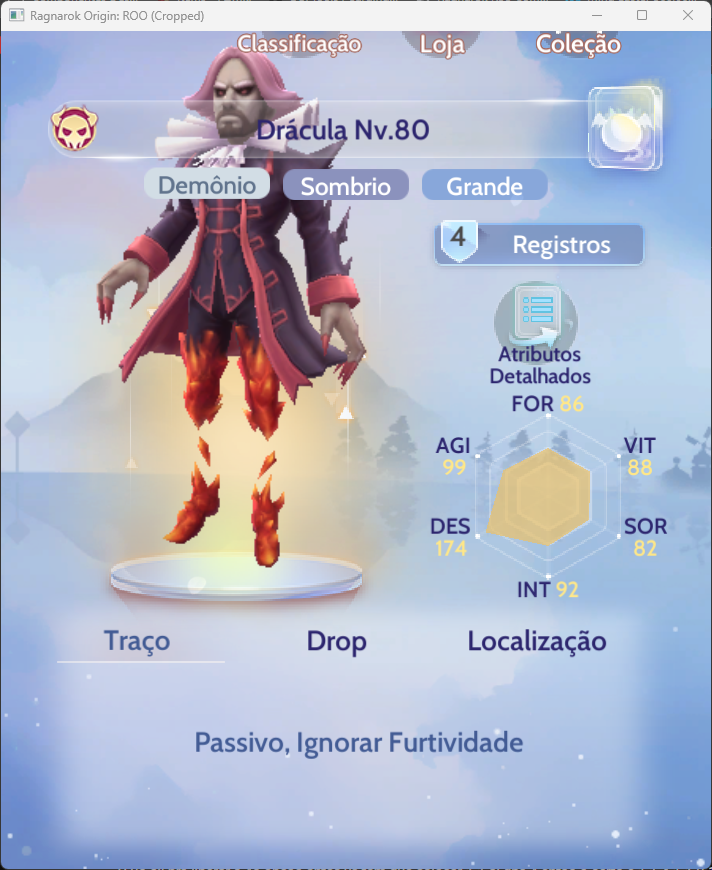 Ragnarok Origin: ROO (Cropped)
Classificação
Loja
Coleção
Drácula Nv.80
Demônio
Sombrio
Grande
4
Registros
Atributos
Detalhados
FOR 86
AGI
99
VIT
88
DES
174
SOR
82
INT 92
Traço
Drop
Localização
Passivo, Ignorar Furtividade